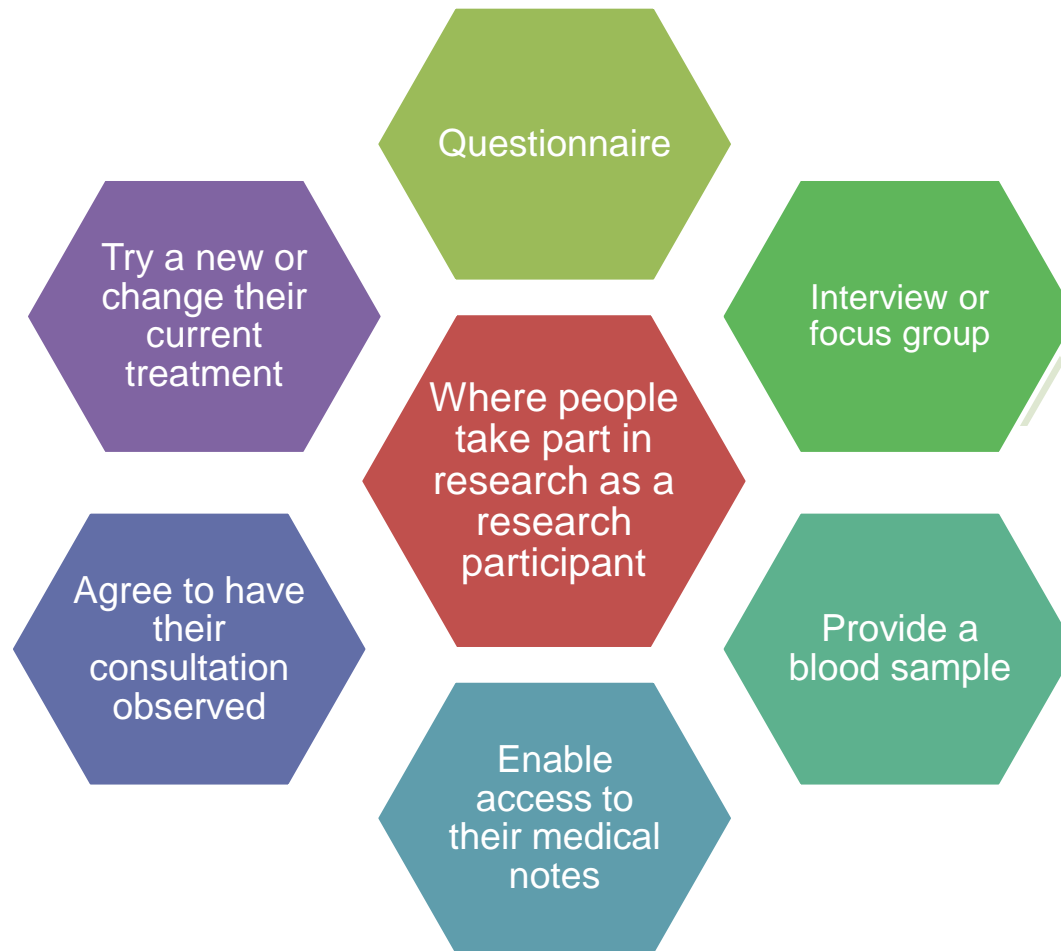 Questionnaire
Try a new or
change their
current
treatment
Interview or
focus group
Where people
take part in
research as a
research
participant
Agree to have
their
consultation
observed
Provide a
blood sample
Enable
access to
their medical
notes